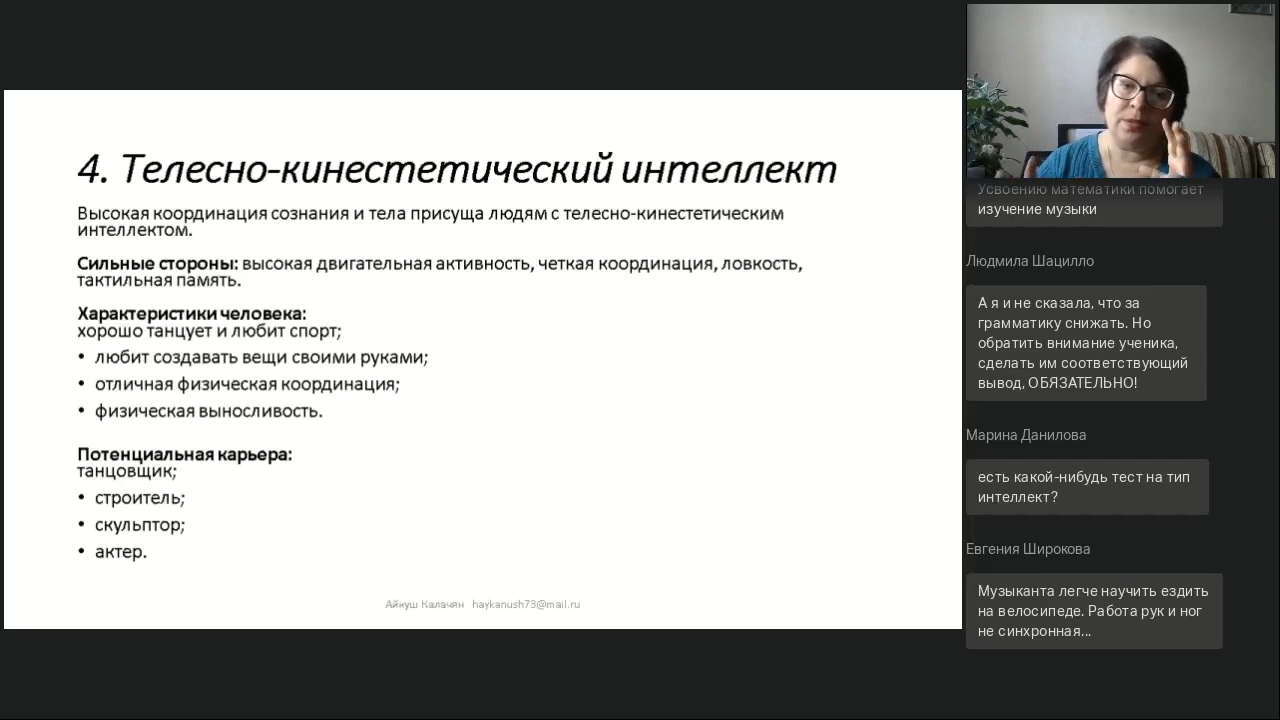 4. Телесно-кинестетический интеллект
Высокая координация сознания и тела присуща людям с телесно-кинестетическим
интеллектом.
Сильные стороны: высокая двигательная активность, четкая координация, ловкость,
тактильная память.
Характеристики человека:
хорошо танцует и любит спорт;
• любит создавать вещи своими руками;
• отличная физическая координация;
• физическая выносливость.
Потенциальная карьера:
танцовщик;
• строитель;
• скульптор;
• актер.
Айкуш Калачян haykanush73@mail.ru
Усвоению математики помогает
изучение музыки
Людмила Шацилло
А я и не сказала, что за
грамматику снижать. Но
обратить внимание ученика,
сделать им соответствующий
вывод, ОБЯЗАТЕЛЬНО!
Марина Данилова
есть какой-нибудь тест на тип
интеллект?
Евгения Широкова
Музыканта легче научить ездить
на велосипеде. Работа рук и ног
не синхронная...